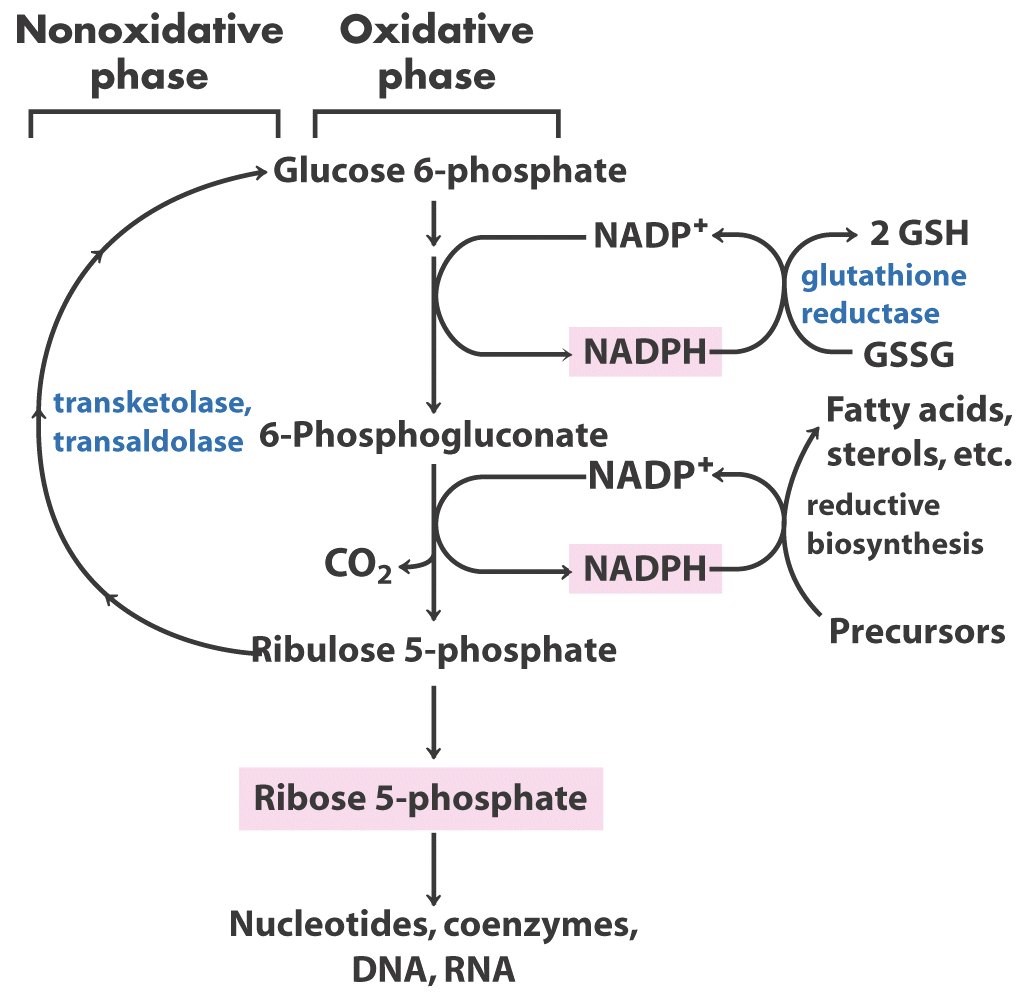 Nonoxidative
phase
Oxidative
phase
Glucose 6-phosphate
NADP⁺
2 GSH
glutathione
reductase
NADPH
GSSG
transketolase,
transaldolase
6-Phosphogluconate
Fatty acids,
sterols, etc.
NADP⁺
reductive
biosynthesis
CO₂
NADPH
Precursors
Ribulose 5-phosphate
Ribose 5-phosphate
Nucleotides, coenzymes,
DNA, RNA